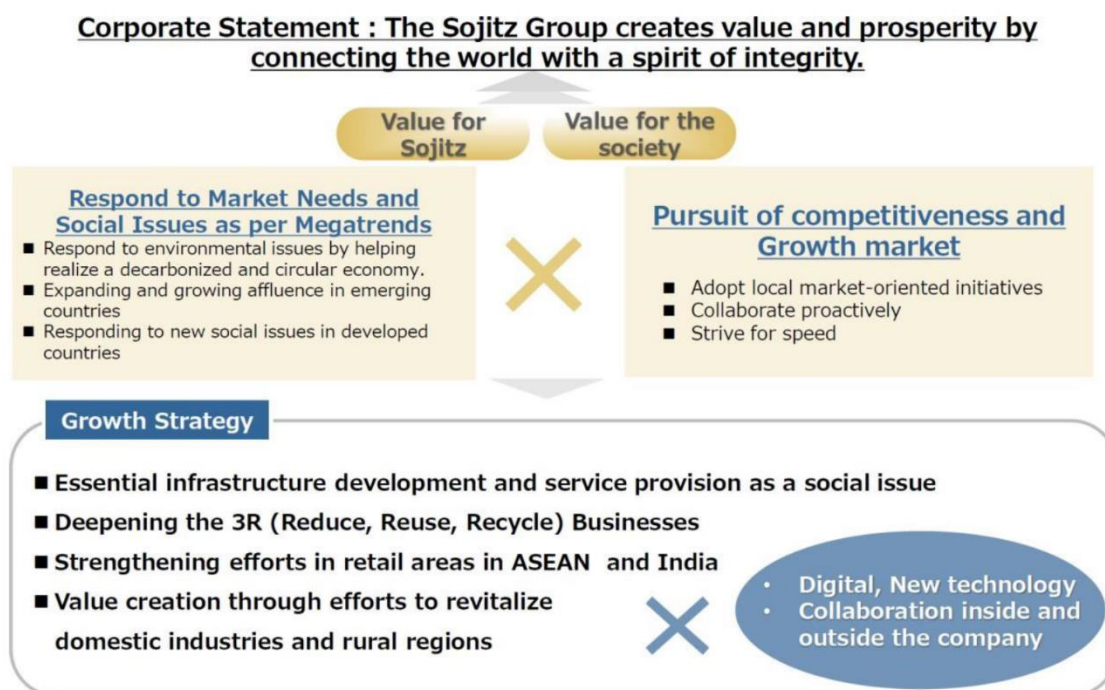 Corporate Statement : The Sojitz Group creates value and prosperity by
connecting the world with a spirit of integrity.
Value for
Sojitz
Value for the
society
Respond to Market Needs and
Social Issues as per Megatrends
■ Respond to environmental issues by helping
realize a decarbonized and circular economy.
■ Expanding and growing affluence in emerging
countries
■ Responding to new social issues in developed
countries
Pursuit of competitiveness and
Growth market
■ Adopt local market-oriented initiatives
■ Collaborate proactively
■ Strive for speed
Growth Strategy
■ Essential infrastructure development and service provision as a social issue
■ Deepening the 3R (Reduce, Reuse, Recycle) Businesses
■ Strengthening efforts in retail areas in ASEAN and India
■ Value creation through efforts to revitalize
domestic industries and rural regions
• Digital, New technology
• Collaboration inside and
outside the company